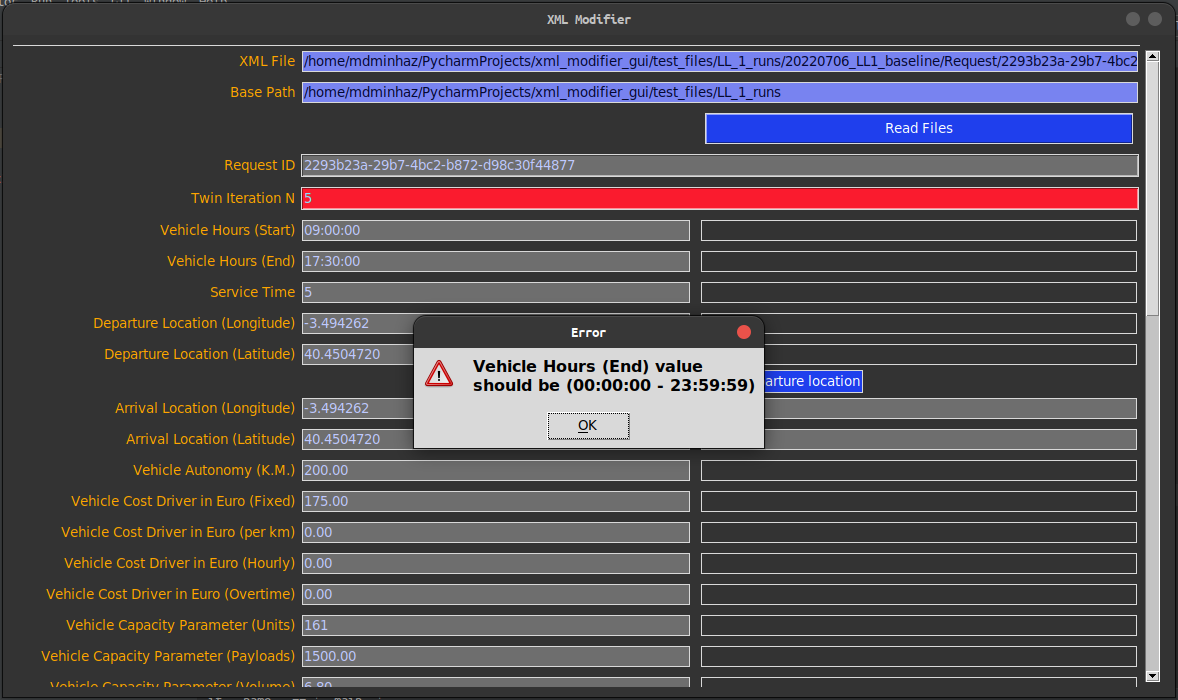 XML Modifier
XML File /home/mdminhaz/PycharmProjects/xml_modifier_gui/test_files/LL_1_runs/20220706_LL1_baseline/Request/2293b23a-29b7-4bc2
Base Path /home/mdminhaz/PycharmProjects/xml_modifier_gui/test_files/LL_1_runs
Read Files
Request ID 2293b23a-29b7-4bc2-b872-d98c30f44877
Twin Iteration N 5
Vehicle Hours (Start) 09:00:00
Vehicle Hours (End) 17:30:00
Service Time 5
Departure Location (Longitude) -3.494262
Departure Location (Latitude) 40.4504720
Error
Vehicle Hours (End) value
should be (00:00:00 - 23:59:59)
OK
arture location
Arrival Location (Longitude) -3.494262
Arrival Location (Latitude) 40.4504720
Vehicle Autonomy (K.M.) 200.00
Vehicle Cost Driver in Euro (Fixed) 175.00
Vehicle Cost Driver in Euro (per km) 0.00
Vehicle Cost Driver in Euro (Hourly) 0.00
Vehicle Cost Driver in Euro (Overtime) 0.00
Vehicle Capacity Parameter (Units) 161
Vehicle Capacity Parameter (Payloads) 1500.00
Vehicle Capacity Parameter (Volume) 6.80